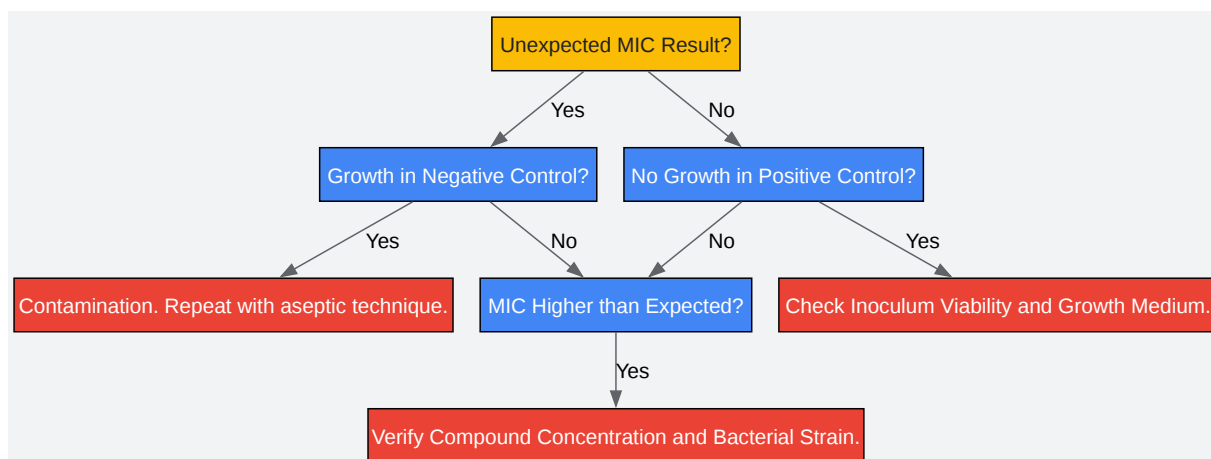 Unexpected MIC Result?
Yes
No
Growth in Negative Control?
No Growth in Positive Control?
Yes
No
No
Yes
Contamination. Repeat with aseptic technique.
MIC Higher than Expected?
Check Inoculum Viability and Growth Medium.
Yes
Verify Compound Concentration and Bacterial Strain.